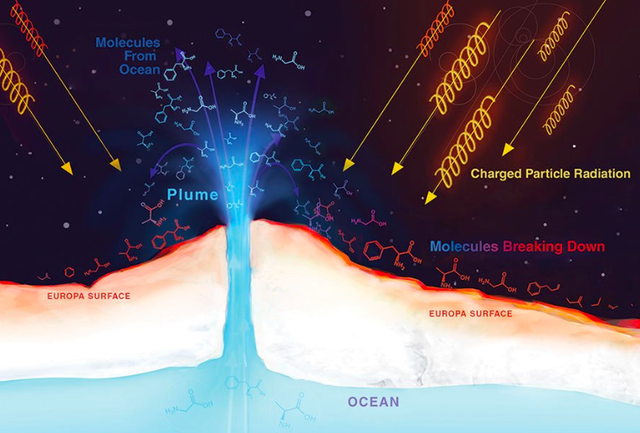 Molecules
From
Ocean
Plume
Charged Particle Radiation
Molecules Breaking Down
EUROPA SURFACE
EUROPA SURFACE
OCEAN